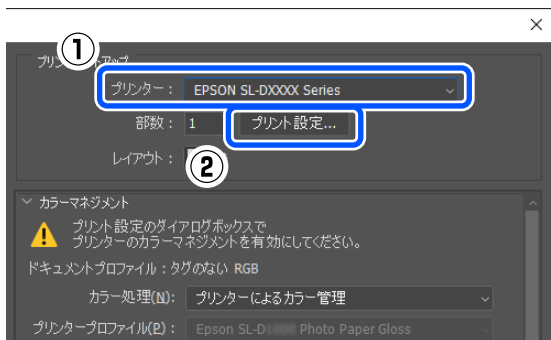 ①
プリンター： EPSON SL-DXXXX Series
部数： 1 プリント設定...
レイアウト：
②
カラーマネジメント
プリント設定のダイアログボックスで
プリンターのカラーマネジメントを有効にしてください。
ドキュメントプロファイル：タグのない RGB
カラー処理(N): プリンターによるカラー管理
プリンタープロファイル(P)： Epson SL-D Photo Paper Gloss